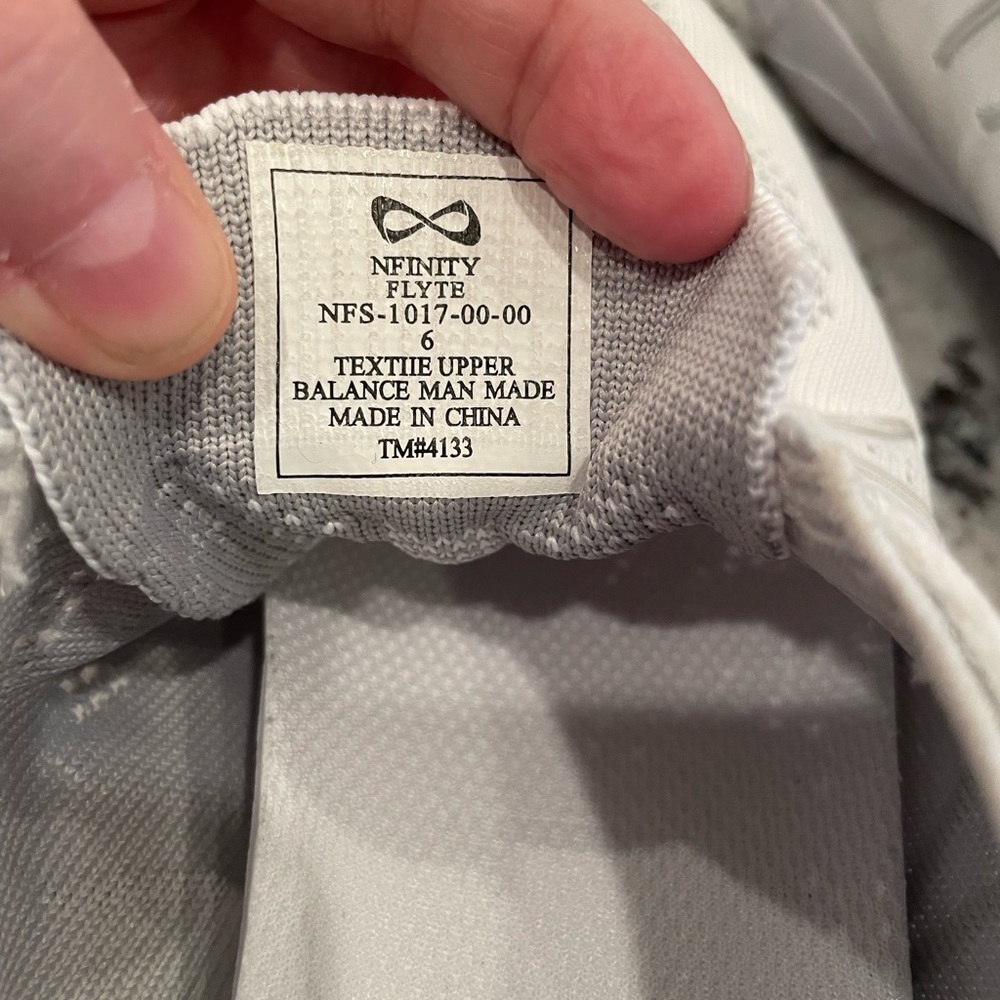 NFINITY
FLYTE
NFS-1017-00-00
6
TEXTIIE UPPER
BALANCE MAN MADE
MADE IN CHINA
TM#4133